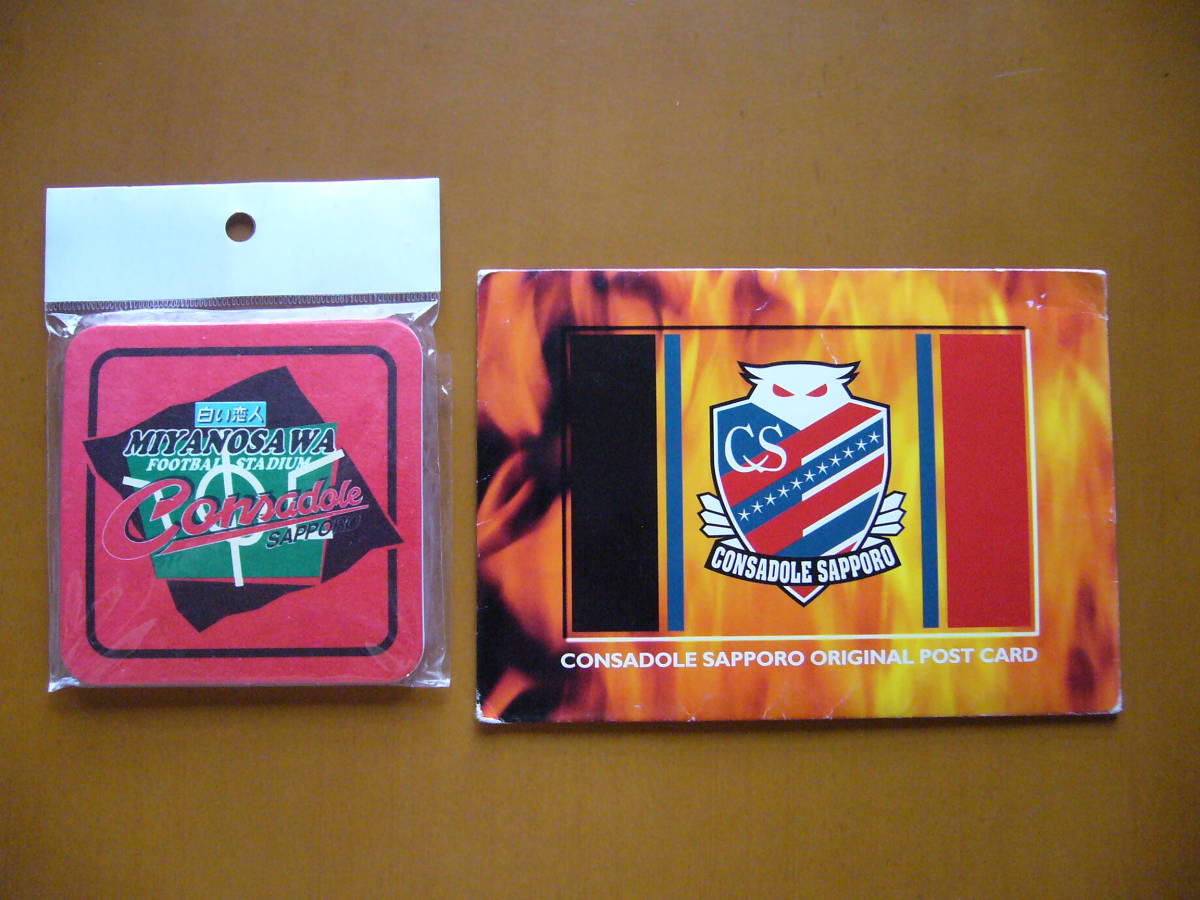 白い恋人
MIYANOSAWA
FOOTBALL STADIUM
Consadole
SAPPORO
CS
CONSADOLE SAPPORO
CONSADOLE SAPPORO ORIGINAL POST CARD